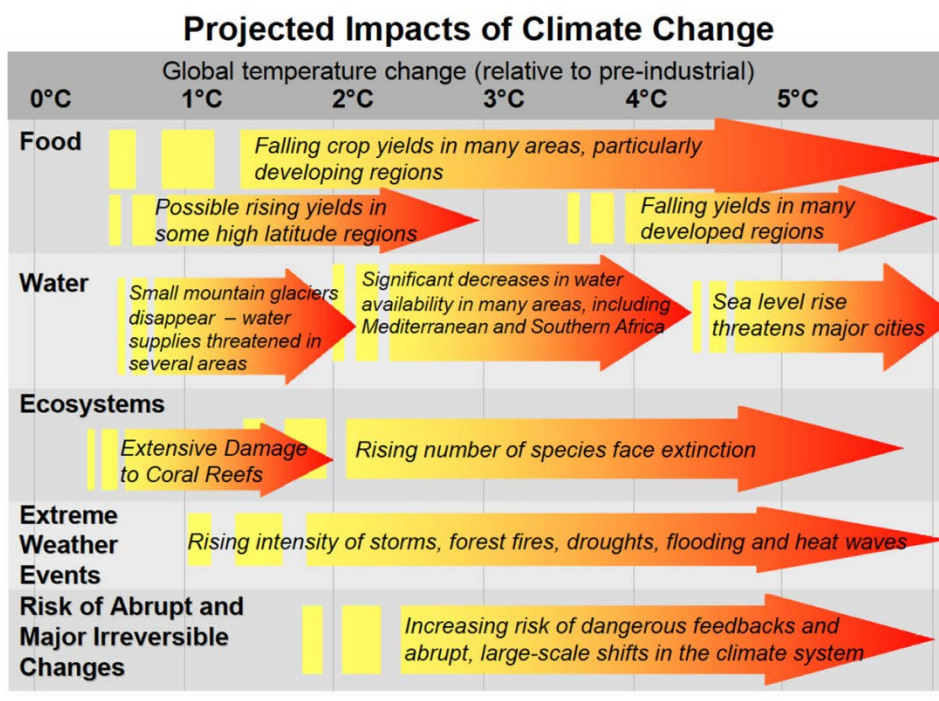 Projected Impacts of Climate Change
Global temperature change (relative to pre-industrial)
0°C 1°C 2°C 3°C 4°C 5°C
Food
Falling crop yields in many areas, particularly
developing regions
Possible rising yields in
some high latitude regions
Falling yields in many
developed regions
Water
Small mountain glaciers
disappear – water
supplies threatened in
several areas
Significant decreases in water
availability in many areas, including
Mediterranean and Southern Africa
Sea level rise
threatens major cities
Ecosystems
Extensive Damage
to Coral Reefs
Rising number of species face extinction
Extreme
Weather
Events
Rising intensity of storms, forest fires, droughts, flooding and heat waves
Risk of Abrupt and
Major Irreversible
Changes
Increasing risk of dangerous feedbacks and
abrupt, large-scale shifts in the climate system